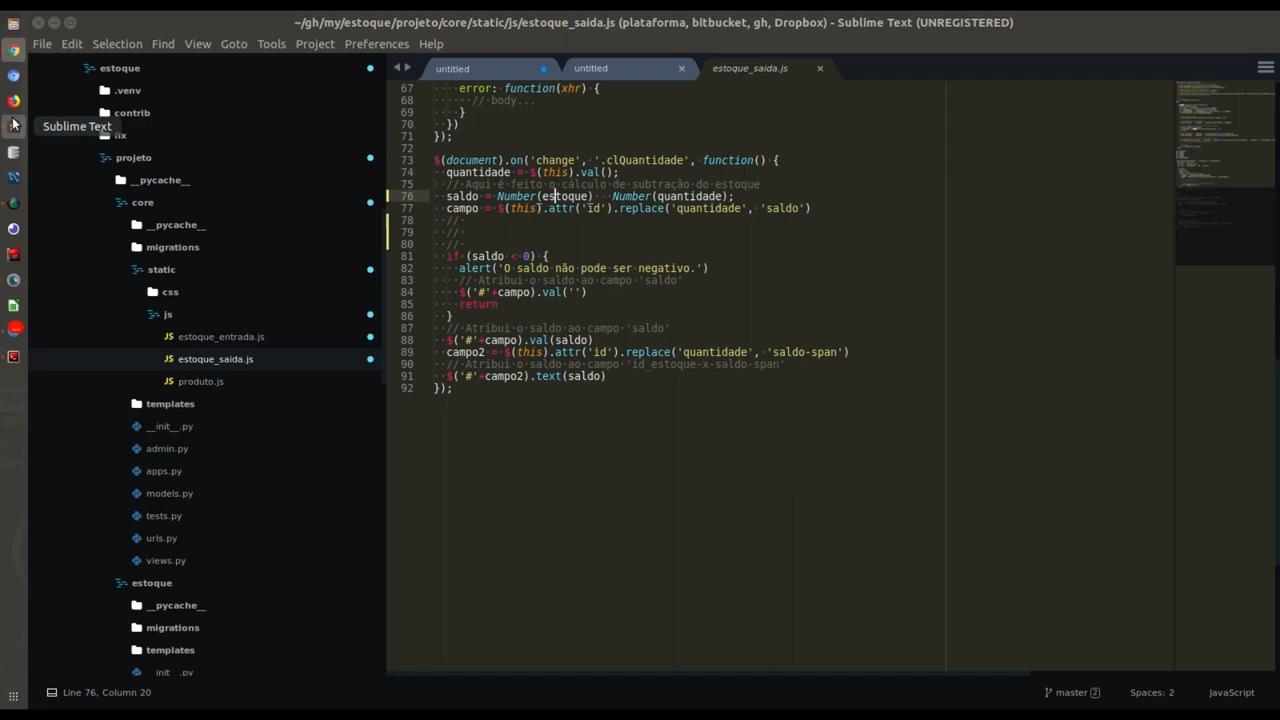 ~/gh/my/estoque/projeto/core/static/js/estoque_saida.js (plataforma, bitbucket, gh, Dropbox) - Sublime Text (UNREGISTERED)
File Edit Selection Find View Goto Tools Project Preferences Help
untitled untitled estoque_saida.js
estoque
.venv
contrib
Sublime Text
fix
projeto
__pycache__
core
__pycache__
migrations
static
css
js
estoque_entrada.js
estoque_saida.js
produto.js
templates
__init__.py
admin.py
apps.py
models.py
tests.py
urls.py
views.py
estoque
__pycache__
migrations
templates
__init__.py
67 error: function(xhr) {
68 // body...
69 }
70 })
71 });
72
73 $(document).on('change', '.clQuantidade', function() {
74 quantidade = $(this).val();
75 // Aqui é feito o cálculo de subtração do estoque
76 saldo = Number(estoque) Number(quantidade);
77 campo = $(this).attr('id').replace('quantidade', 'saldo')
78 //
79 //
80 //
81 if (saldo < 0) {
82 alert('O saldo não pode ser negativo.')
83 // Atribui o saldo ao campo 'saldo'
84 $('#'+campo).val('')
85 return
86 }
87 // Atribui o saldo ao campo 'saldo'
88 $('#'+campo).val(saldo)
89 campo2 = $(this).attr('id').replace('quantidade', 'saldo-span')
90 // Atribui o saldo ao campo 'id_estoque-x-saldo-span'
91 $('#'+campo2).text(saldo)
92 });
Line 76, Column 20 master 2 Spaces: 2 JavaScript